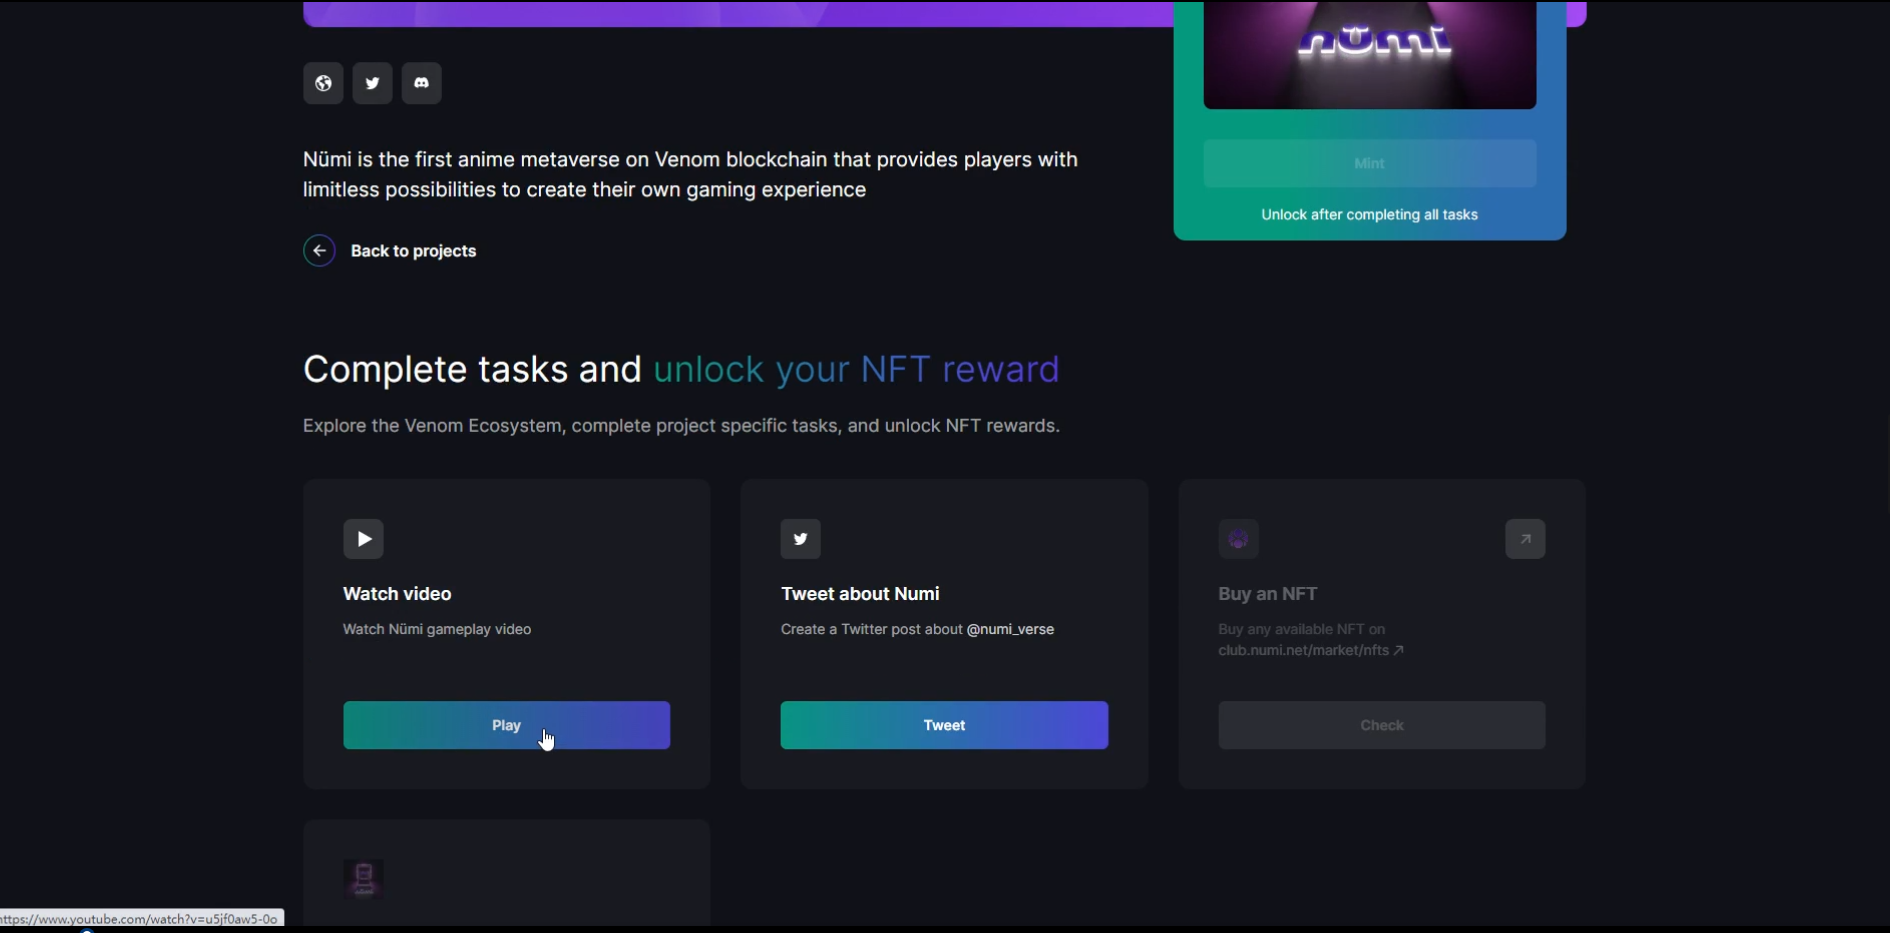 nümi
Mint
Unlock after completing all tasks
Nümi is the first anime metaverse on Venom blockchain that provides players with
limitless possibilities to create their own gaming experience
Back to projects
Complete tasks and unlock your NFT reward
Explore the Venom Ecosystem, complete project specific tasks, and unlock NFT rewards.
Watch video
Watch Nümi gameplay video
Play
Tweet about Numi
Create a Twitter post about @numi_verse
Tweet
Buy an NFT
Buy any available NFT on
club.numi.net/market/nfts ↗
Check
https://www.youtube.com/watch?v=u5jf0aw5-0o